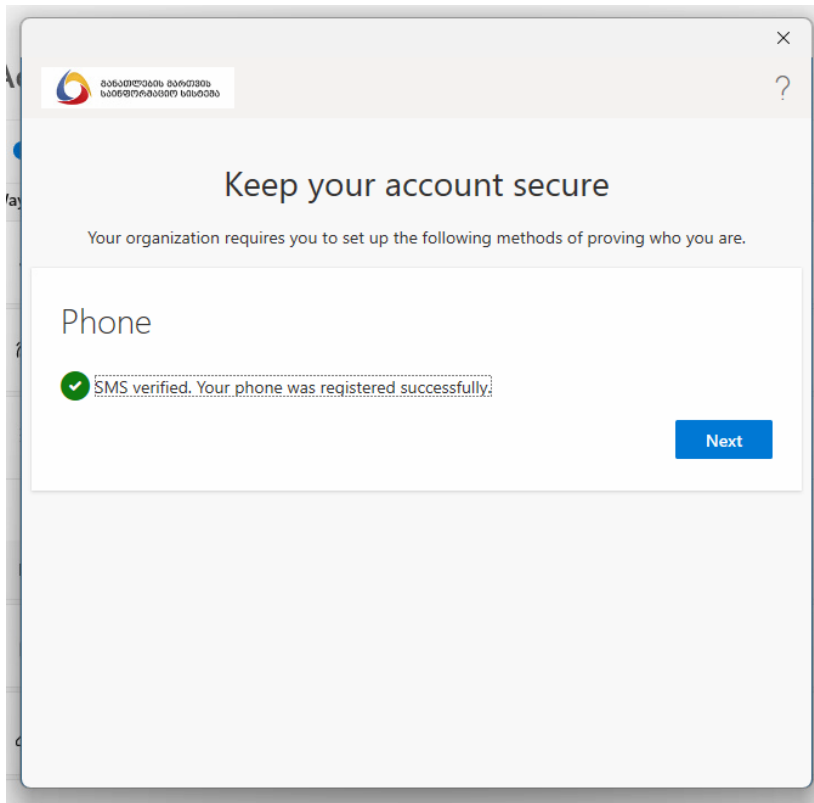 განათლების მართვის
საინფორმაციო სისტემა
?
Keep your account secure
Your organization requires you to set up the following methods of proving who you are.
Phone
SMS verified. Your phone was registered successfully.
Next